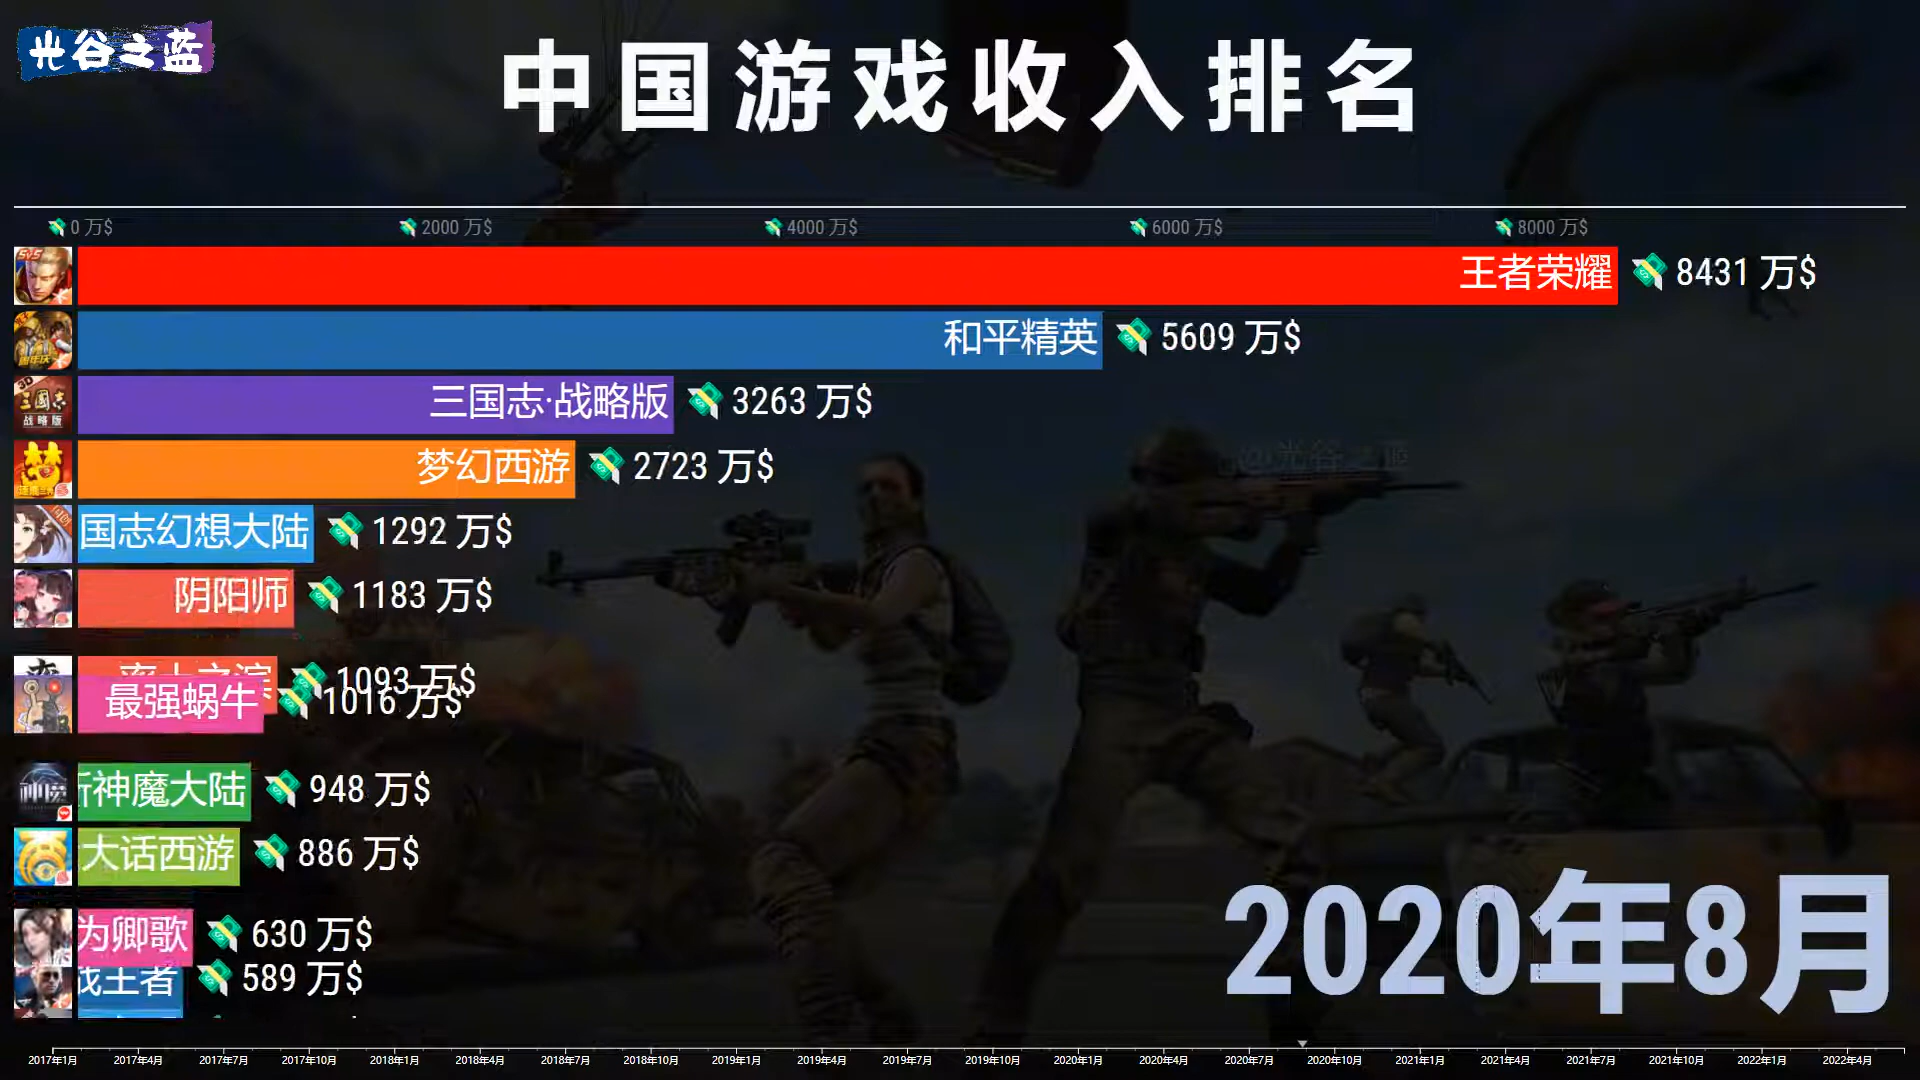 光谷之蓝
中国游戏收入排名
0 万$ 2000 万$ 4000 万$ 6000 万$ 8000 万$
王者荣耀 8431 万$
和平精英 5609 万$
三国志·战略版 3263 万$
梦幻西游 2723 万$
@光谷之蓝
国志幻想大陆 1292 万$
阴阳师 1183 万$
率土之滨 1093 万$
最强蜗牛 1016 万$
新神魔大陆 948 万$
大话西游 886 万$
为卿歌 630 万$
战王者 589 万$
2020年8月
2017年1月 2017年4月 2017年7月 2017年10月 2018年1月 2018年4月 2018年7月 2018年10月 2019年1月 2019年4月 2019年7月 2019年10月 2020年1月 2020年4月 2020年7月 2020年10月 2021年1月 2021年4月 2021年7月 2021年10月 2022年1月 2022年4月